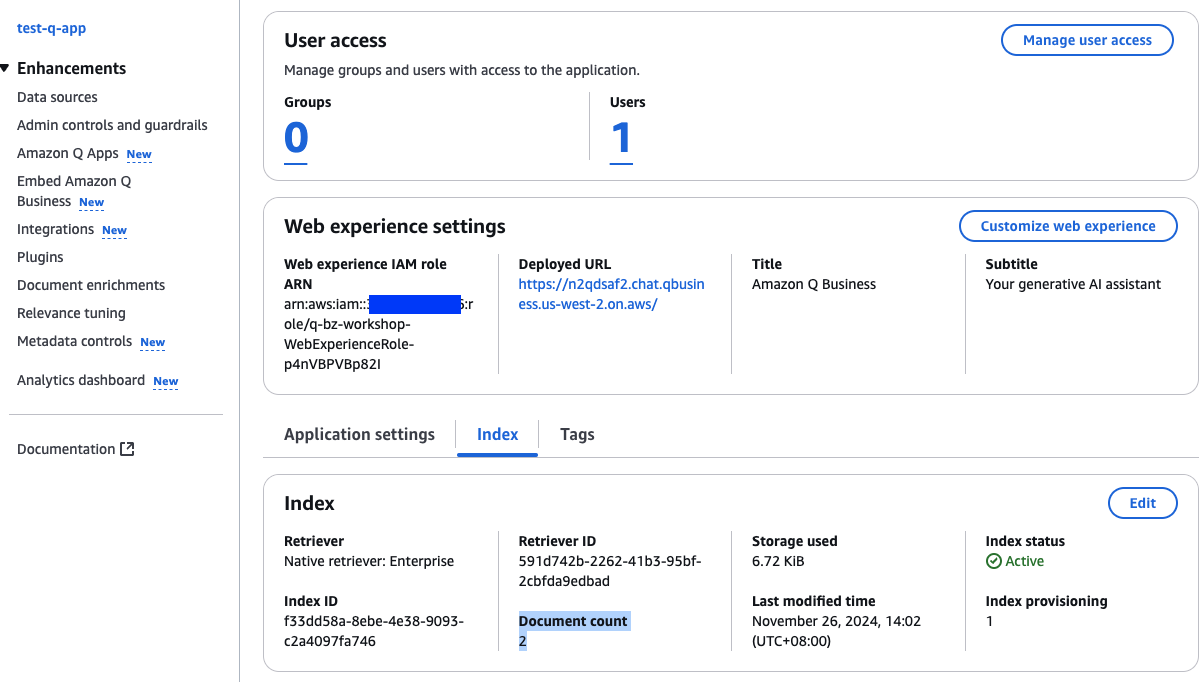 test-q-app
Enhancements
Data sources
Admin controls and guardrails
Amazon Q Apps New
Embed Amazon Q
Business New
Integrations New
Plugins
Document enrichments
Relevance tuning
Metadata controls New
Analytics dashboard New
Documentation
User access
Manage user access
Manage groups and users with access to the application.
Groups
0
Users
1
Web experience settings
Customize web experience
Web experience IAM role
ARN
arn:aws:iam:::r
ole/q-bz-workshop-
WebExperienceRole-
p4nVBPVBp82I
Deployed URL
https://n2qdsaf2.chat.qbusin
ess.us-west-2.on.aws/
Title
Amazon Q Business
Subtitle
Your generative AI assistant
Application settings
Index
Tags
Index
Edit
Retriever
Native retriever: Enterprise
Index ID
f33dd58a-8ebe-4e38-9093-
c2a4097fa746
Retriever ID
591d742b-2262-41b3-95bf-
2cbfda9edbad
Document count
2
Storage used
6.72 KiB
Last modified time
November 26, 2024, 14:02
(UTC+08:00)
Index status
Active
Index provisioning
1